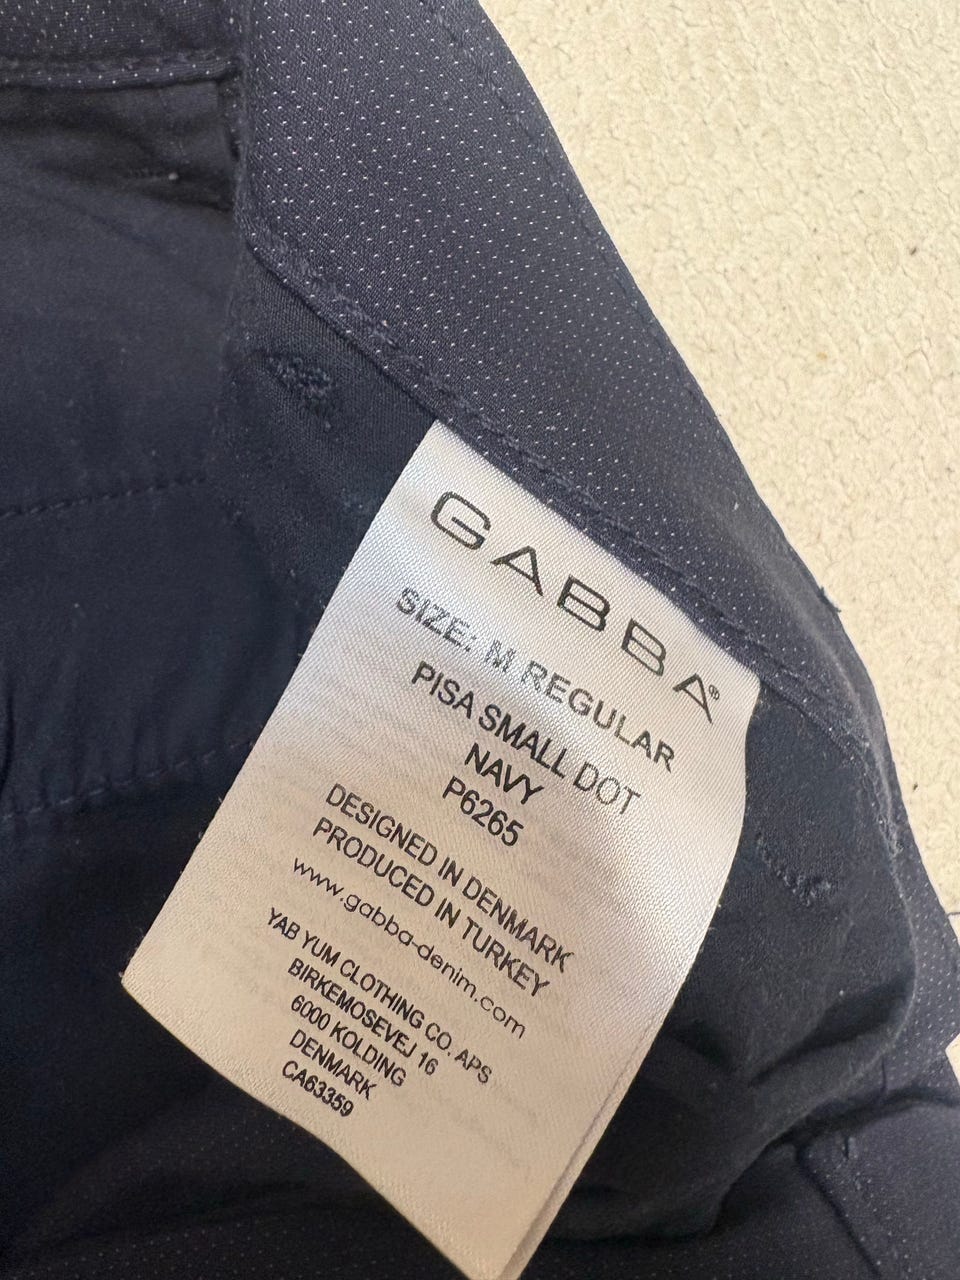 GABBA®
SIZE: M REGULAR
PISA SMALL DOT
NAVY
P6265
DESIGNED IN DENMARK
PRODUCED IN TURKEY
www.gabba-denim.com
YAB YUM CLOTHING CO. APS
BIRKEMOSEVEJ 16
6000 KOLDING
DENMARK
CA63359